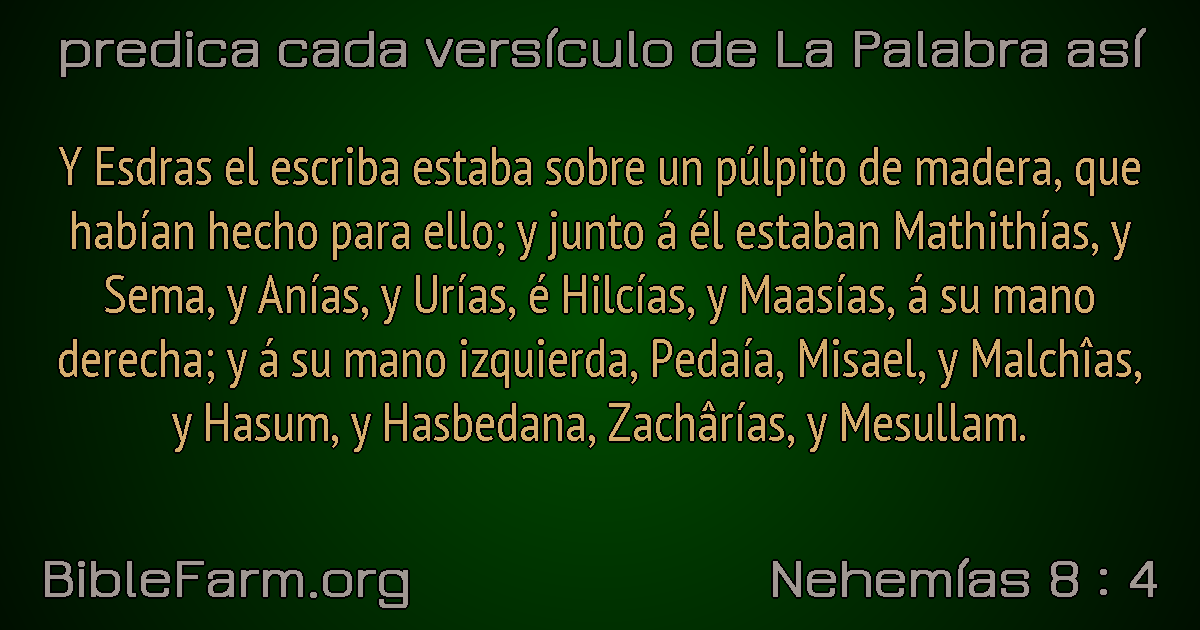 predica cada versículo de La Palabra así
Y Esdras el escriba estaba sobre un púlpito de madera, que
habían hecho para ello; y junto á él estaban Mathithías, y
Sema, y Anías, y Urías, é Hilcías, y Maasías, á su mano
derecha; y á su mano izquierda, Pedaía, Misael, y Malchîas,
y Hasum, y Hasbedana, Zachârías, y Mesullam.
BibleFarm.org
Nehemías 8 : 4